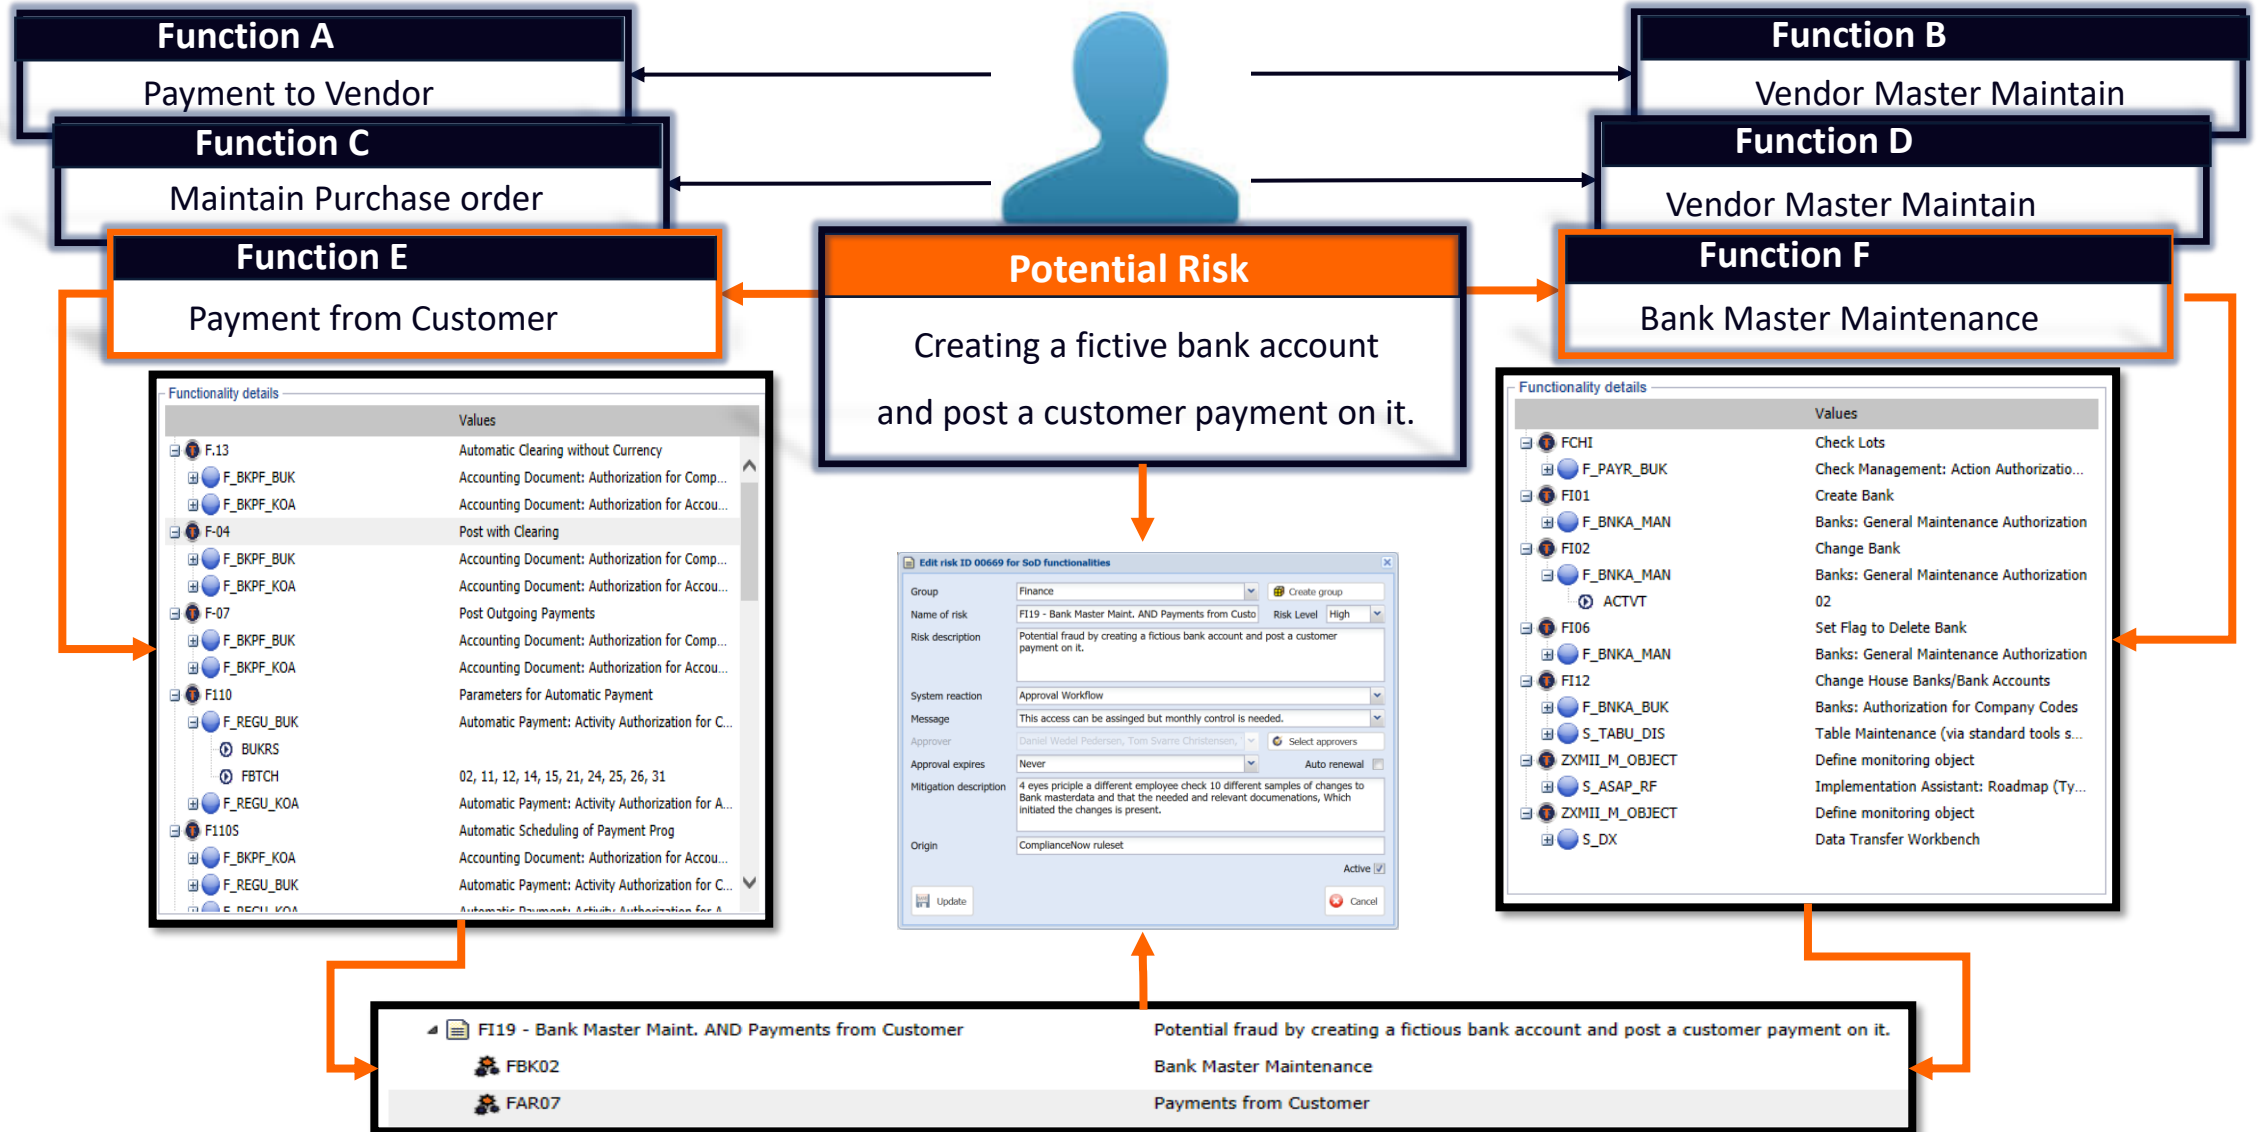 Function A
Payment to Vendor
Function B
Vendor Master Maintain
Function C
Maintain Purchase order
Function D
Vendor Master Maintain
Function E
Payment from Customer
Potential Risk
Creating a fictive bank account
and post a customer payment on it.
Function F
Bank Master Maintenance
Functionality details
Values
F.13 Automatic Clearing without Currency
F_BKPF_BUK Accounting Document: Authorization for Comp...
F_BKPF_KOA Accounting Document: Authorization for Accou...
F-04 Post with Clearing
F_BKPF_BUK Accounting Document: Authorization for Comp...
F_BKPF_KOA Accounting Document: Authorization for Accou...
F-07 Post Outgoing Payments
F_BKPF_BUK Accounting Document: Authorization for Comp...
F_BKPF_KOA Accounting Document: Authorization for Accou...
F110 Parameters for Automatic Payment
F_REGU_BUK Automatic Payment: Activity Authorization for C...
BUKRS
FBTCH 02, 11, 12, 14, 15, 21, 24, 25, 26, 31
F_REGU_KOA Automatic Payment: Activity Authorization for A...
F110S Automatic Scheduling of Payment Prog
F_BKPF_KOA Accounting Document: Authorization for Accou...
F_REGU_BUK Automatic Payment: Activity Authorization for C...
F_REGU_KOA Automatic Payment: Activity Authorization for A
Edit risk ID 00669 for SoD functionalities
Group Finance Create group
Name of risk FI19 - Bank Master Maint. AND Payments from Custo Risk Level High
Risk description Potential fraud by creating a fictious bank account and post a customer
payment on it.
System reaction Approval Workflow
Message This access can be assinged but monthly control is needed.
Approver Daniel Wedel Pedersen, Tom Svarre Christensen, Select approvers
Approval expires Never Auto renewal
Mitigation description 4 eyes priciple a different employee check 10 different samples of changes to
Bank masterdata and that the needed and relevant documenations, Which
initiated the changes is present.
Origin ComplianceNow ruleset
Active
Update Cancel
Functionality details
Values
FCHI Check Lots
F_PAYR_BUK Check Management: Action Authorizatio...
FI01 Create Bank
F_BNKA_MAN Banks: General Maintenance Authorization
FI02 Change Bank
F_BNKA_MAN Banks: General Maintenance Authorization
ACTVT 02
FI06 Set Flag to Delete Bank
F_BNKA_MAN Banks: General Maintenance Authorization
FI12 Change House Banks/Bank Accounts
F_BNKA_BUK Banks: Authorization for Company Codes
S_TABU_DIS Table Maintenance (via standard tools s...
ZXMII_M_OBJECT Define monitoring object
S_ASAP_RF Implementation Assistant: Roadmap (Ty...
ZXMII_M_OBJECT Define monitoring object
S_DX Data Transfer Workbench
FI19 - Bank Master Maint. AND Payments from Customer Potential fraud by creating a fictious bank account and post a customer payment on it.
FBK02 Bank Master Maintenance
FAR07 Payments from Customer